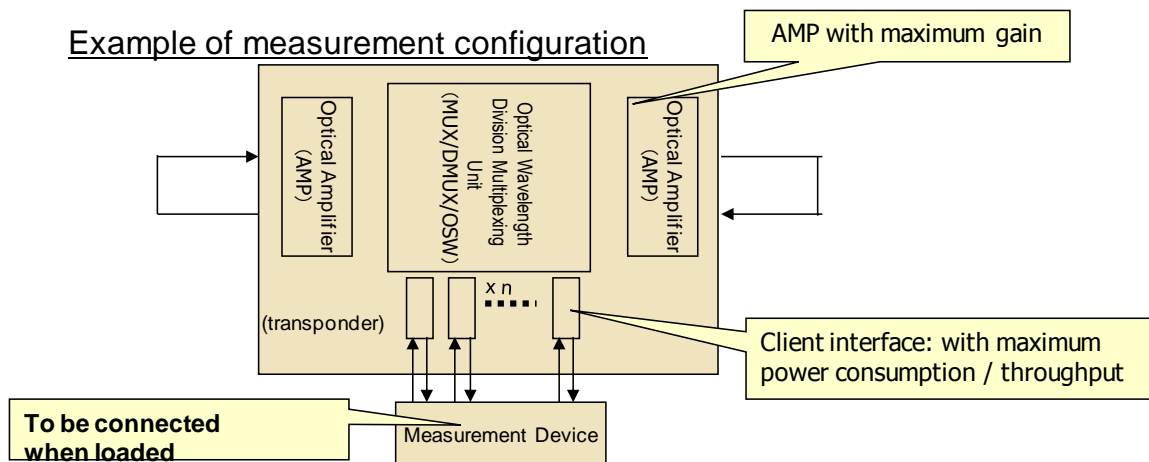 Example of measurement configuration
AMP with maximum gain
Optical Amplifier
(AMP)
Optical Wavelength
Division Multiplexing
Unit
(MUX/DMUX/OSW)
Optical Amplifier
(AMP)
x n
(transponder)
Client interface: with maximum
power consumption / throughput
To be connected
when loaded
Measurement Device